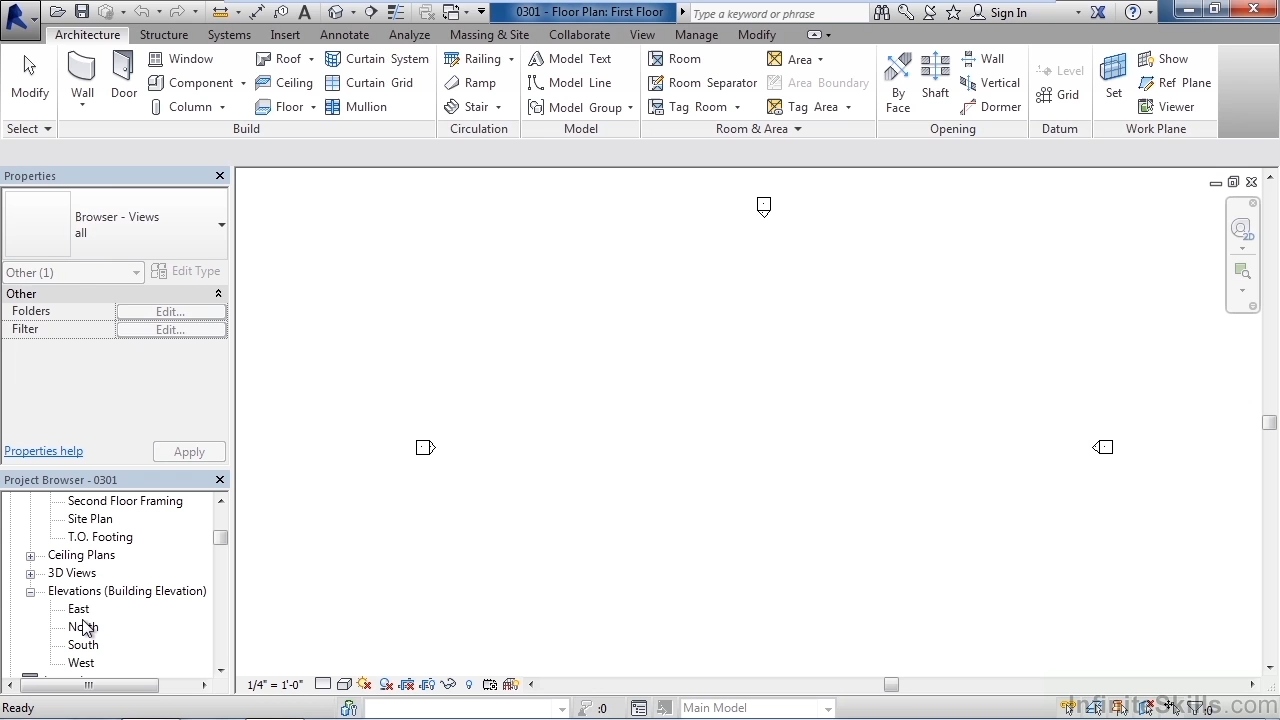 0301 - Floor Plan: First Floor
Type a keyword or phrase
Sign In
Architecture Structure Systems Insert Annotate Analyze Massing & Site Collaborate View Manage Modify
Modify
Select
Wall
Door
Window
Component
Column
Roof
Ceiling
Floor
Curtain System
Curtain Grid
Mullion
Build
Railing
Ramp
Stair
Circulation
Model Text
Model Line
Model Group
Model
Room
Room Separator
Tag Room
Area
Area Boundary
Tag Area
Room & Area
By Face
Shaft
Wall
Vertical
Dormer
Opening
Level
Grid
Datum
Set
Show
Ref Plane
Viewer
Work Plane
Properties
Browser - Views
all
Other (1)
Edit Type
Other
Folders Edit...
Filter Edit...
Properties help Apply
Project Browser - 0301
Second Floor Framing
Site Plan
T.O. Footing
Ceiling Plans
3D Views
Elevations (Building Elevation)
East
North
South
West
2D
1/4" = 1'-0"
Ready
:0
Main Model
:0
InfiniteSkills.com